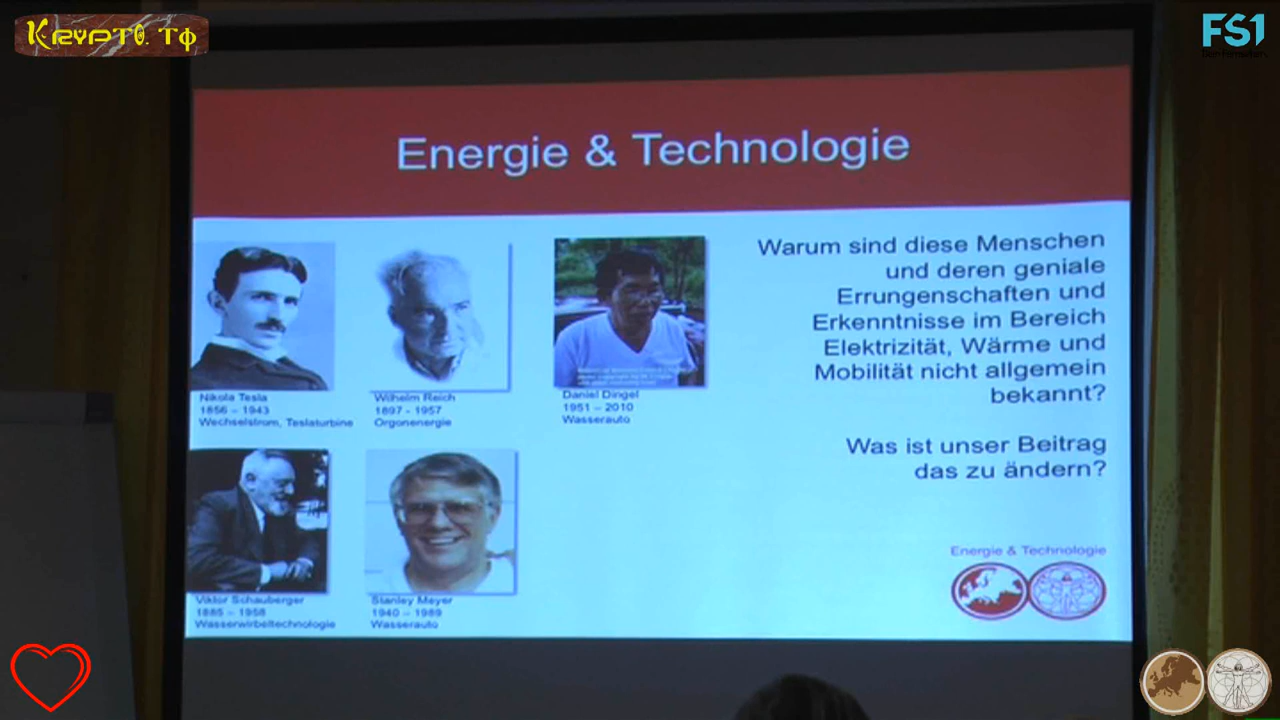 KRYPTO.TV
FS1
Energie & Technologie
Nikola Tesla
1856 – 1943
Wechselstrom, Teslaturbine
Wilhelm Reich
1897 - 1957
Orgonenergie
Daniel Dingel
1951 – 2010
Wasserauto
Viktor Schauberger
1885 – 1958
Wasserwirbeltechnologie
Stanley Meyer
1940 – 1989
Wasserauto
Warum sind diese Menschen
und deren geniale
Errungenschaften und
Erkenntnisse im Bereich
Elektrizität, Wärme und
Mobilität nicht allgemein
bekannt?
Was ist unser Beitrag
das zu ändern?
Energie & Technologie